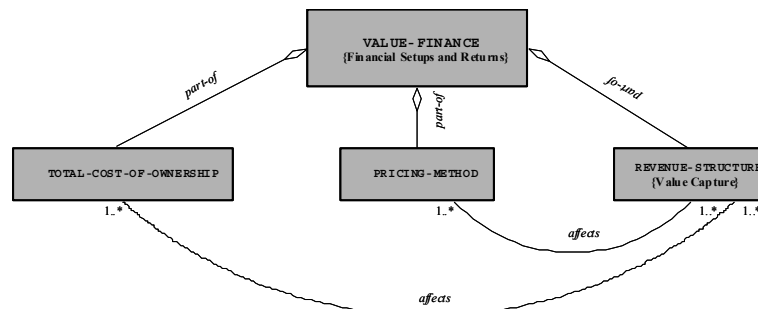 VALUE-FINANCE
{Financial Setups and Returns}
part-of
part-of
part-of
TOTAL-COST-OF-OWNERSHIP
PRICING-METHOD
REVENUE-STRUCTURE
{Value Capture}
1..*
1..*
1..*
1..*
affects
affects